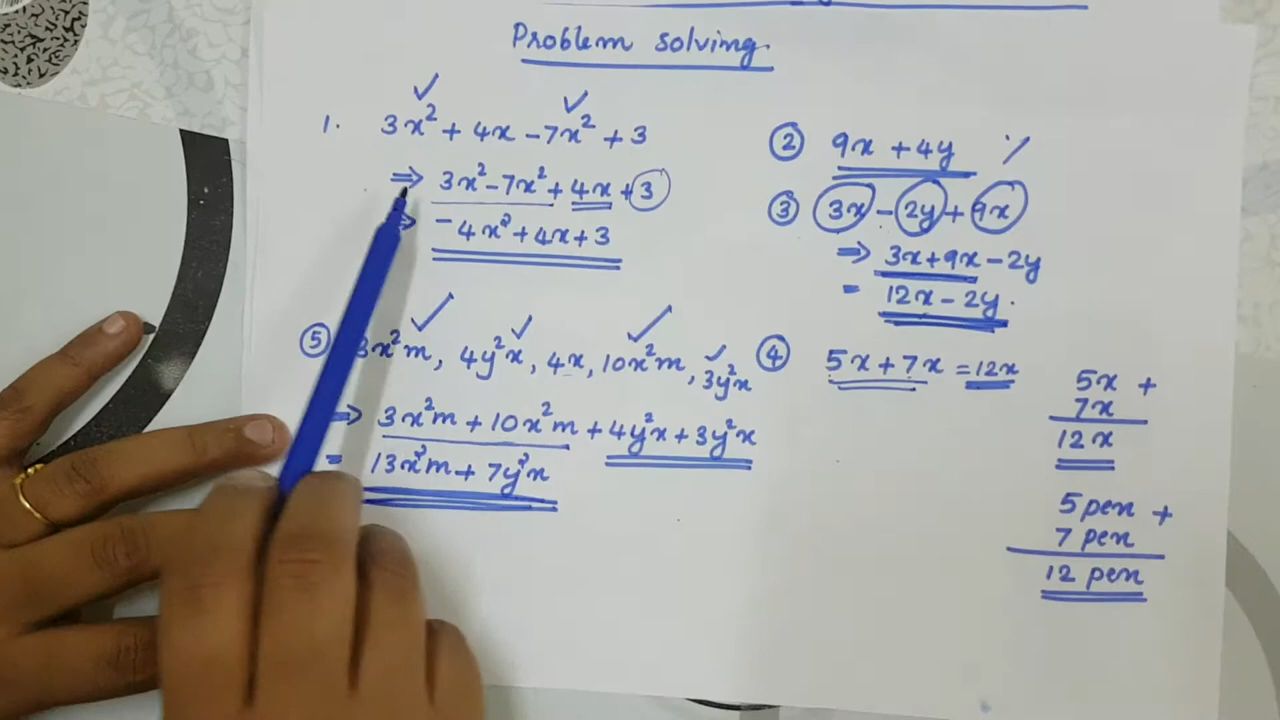 Problem solving.
1. 3x² + 4x - 7x² + 3
⇒ 3x² - 7x² + 4x + 3
⇒ -4x² + 4x + 3
② 9x + 4y
③ 3x - 2y + 9x
⇒ 3x + 9x - 2y
= 12x - 2y.
⑤ 3x²m, 4y²x, 4x, 10x²m, 3y²x
⇒ 3x²m + 10x²m + 4y²x + 3y²x
= 13x²m + 7y²x
④ 5x + 7x = 12x
5x +
7x
12x
5 pen +
7 pen
12 pen